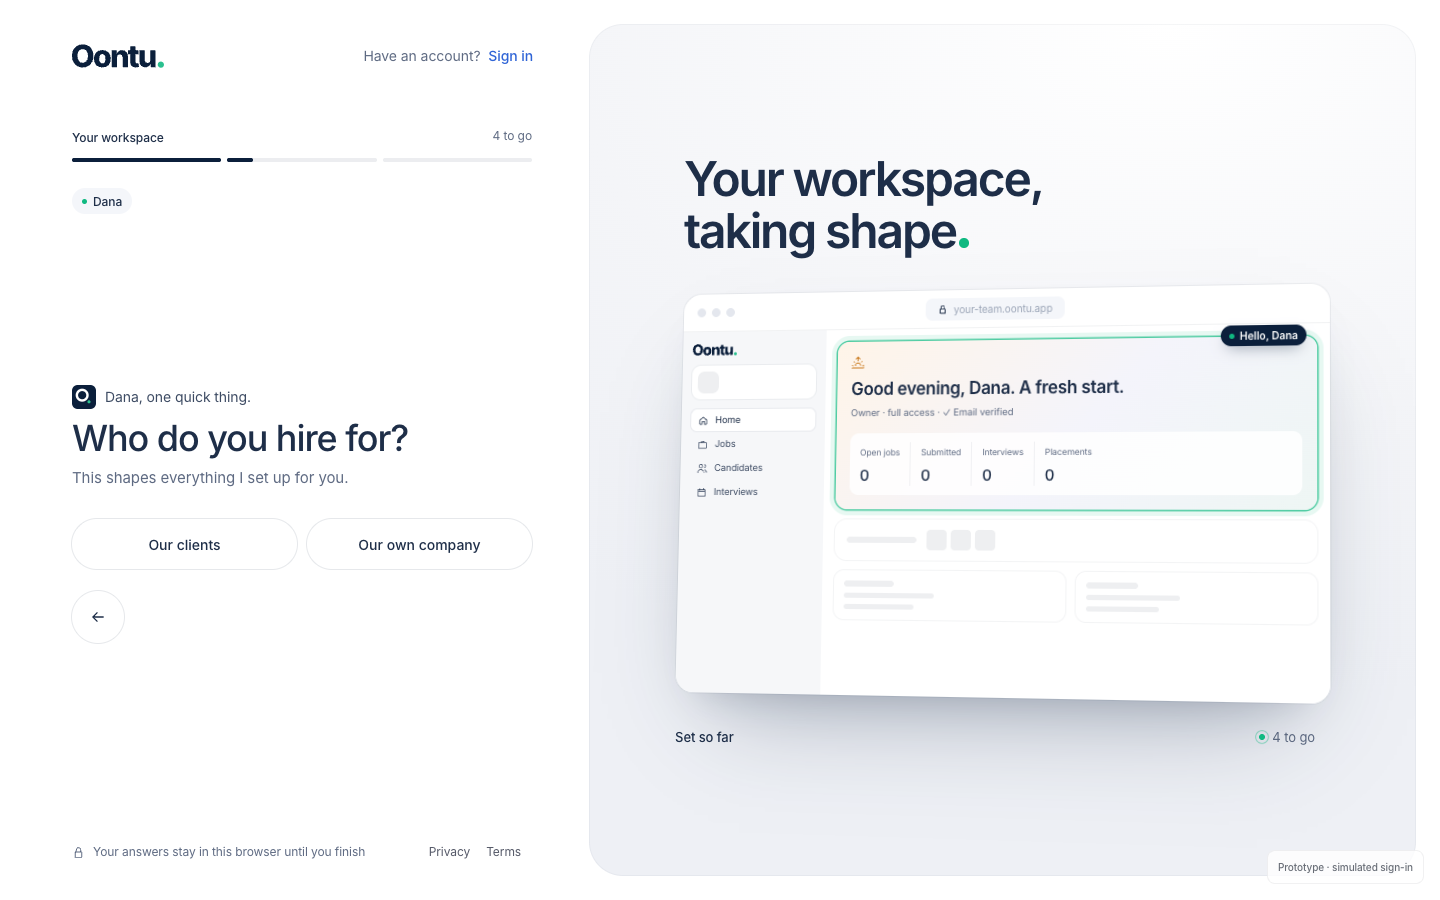 Oontu.
Have an account? Sign in
Your workspace
4 to go
Dana
Dana, one quick thing.
Who do you hire for?
This shapes everything I set up for you.
Our clients
Our own company
Your answers stay in this browser until you finish
Privacy
Terms
Your workspace,
taking shape.
your-team.oontu.app
Oontu.
Home
Jobs
Candidates
Interviews
Hello, Dana
Good evening, Dana. A fresh start.
Owner · full access · ✓ Email verified
Open jobs
0
Submitted
0
Interviews
0
Placements
0
Set so far
4 to go
Prototype · simulated sign-in